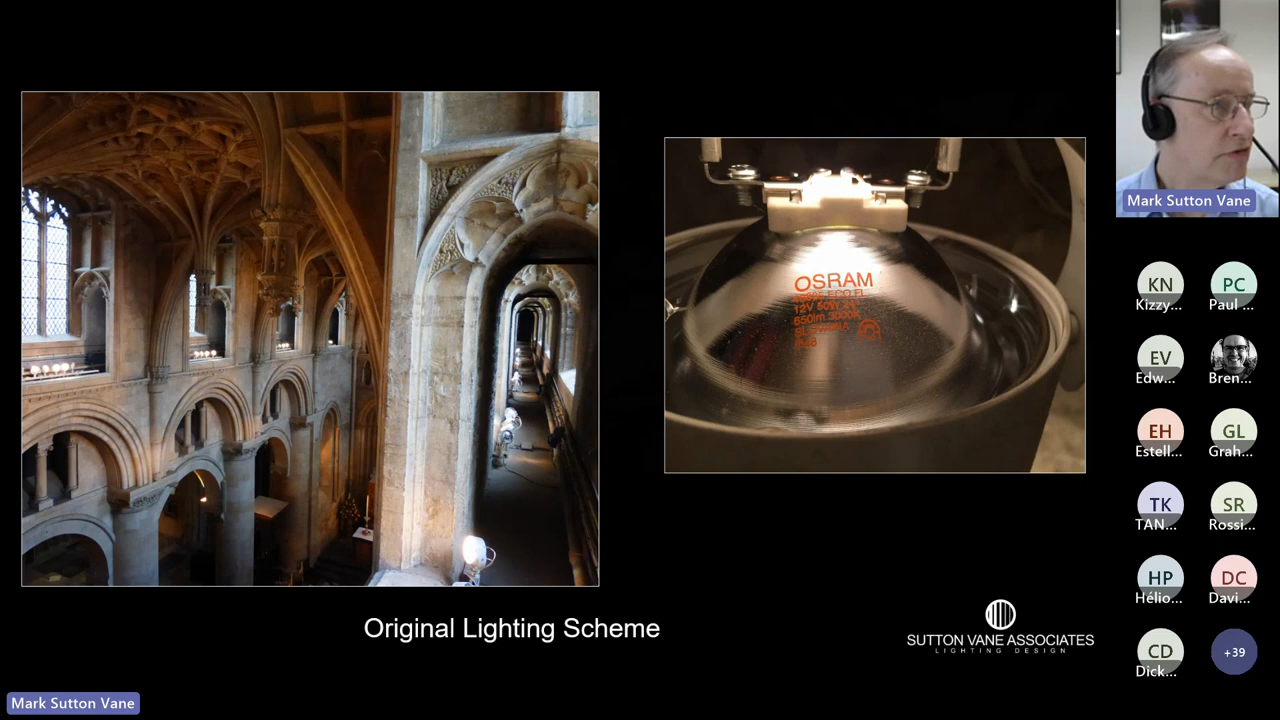 Mark Sutton Vane
OSRAM
12V 50W 24°
650lm 3000K
KN
Kizzy...
PC
Paul ...
EV
Edw...
Bren...
EH
Estell...
GL
Grah...
TK
TAN...
SR
Rossi...
HP
Hélio...
DC
Davi...
CD
Dick...
+39
Original Lighting Scheme
SUTTON VANE ASSOCIATES
LIGHTING DESIGN
Mark Sutton Vane